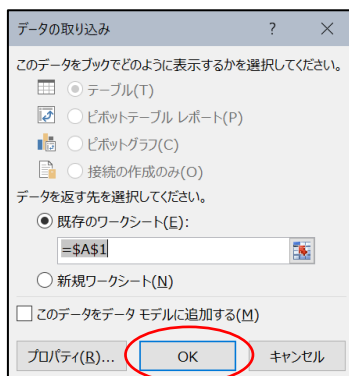 データの取り込み ? ×
このデータをブックでどのように表示するかを選択してください。
テーブル(T)
ピボットテーブル レポート(P)
ピボットグラフ(C)
接続の作成のみ(O)
データを返す先を選択してください。
既存のワークシート(E):
=$A$1
新規ワークシート(N)
このデータをデータ モデルに追加する(M)
プロパティ(R)... OK キャンセル